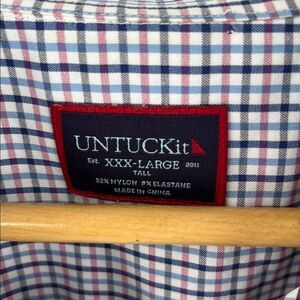 UNTUCKit
Est. XXX-LARGE 2011
TALL
92% NYLON 8% ELASTANE
MADE IN CHINA